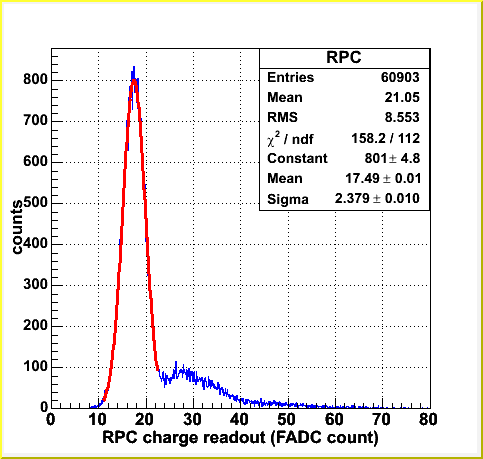 RPC
Entries 60903
Mean 21.05
RMS 8.553
χ² / ndf 158.2 / 112
Constant 801 ± 4.8
Mean 17.49 ± 0.01
Sigma 2.379 ± 0.010
counts
800
700
600
500
400
300
200
100
0
0 10 20 30 40 50 60 70 80
RPC charge readout (FADC count)